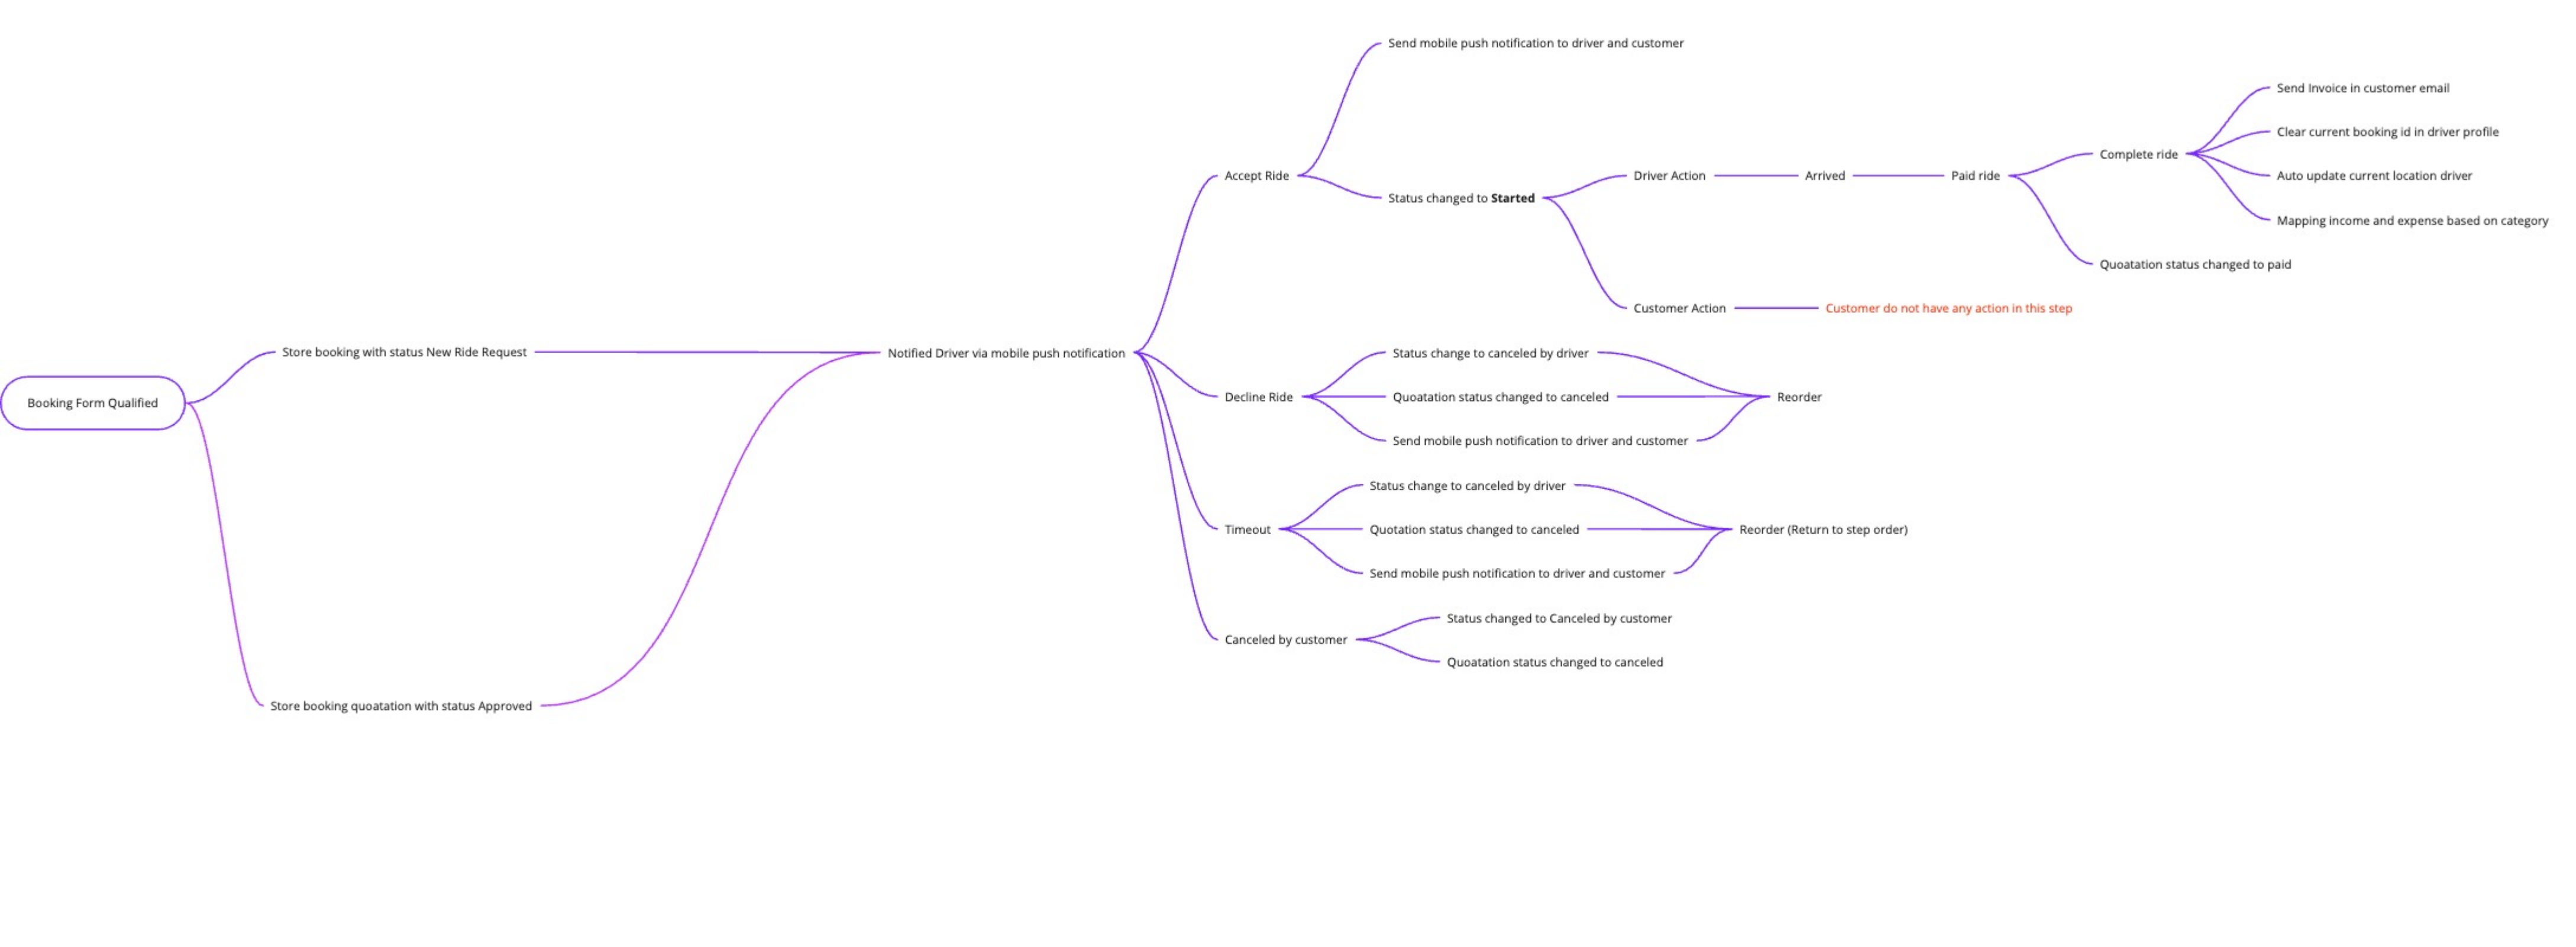 Send mobile push notification to driver and customer
Send Invoice in customer email
Clear current booking id in driver profile
Complete ride
Accept Ride
Driver Action
Arrived
Paid ride
Auto update current location driver
Status changed to Started
Mapping income and expense based on category
Quoatation status changed to paid
Customer Action
Customer do not have any action in this step
Store booking with status New Ride Request
Notified Driver via mobile push notification
Status change to canceled by driver
Booking Form Qualified
Decline Ride
Quoatation status changed to canceled
Reorder
Send mobile push notification to driver and customer
Status change to canceled by driver
Timeout
Quotation status changed to canceled
Reorder (Return to step order)
Send mobile push notification to driver and customer
Status changed to Canceled by customer
Canceled by customer
Quoatation status changed to canceled
Store booking quoatation with status Approved